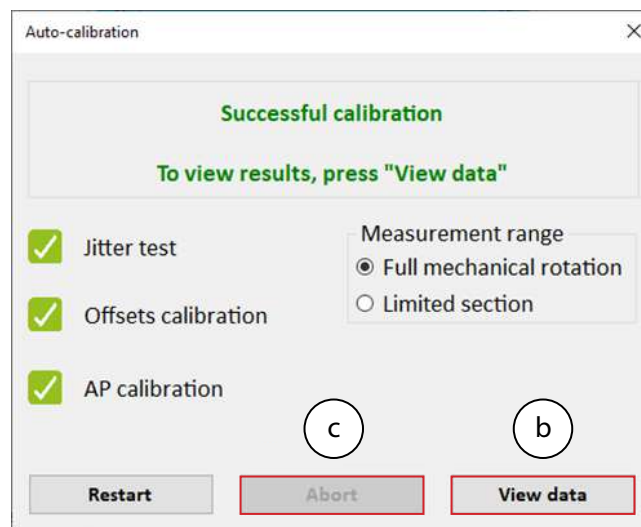 Auto-calibration
Successful calibration
To view results, press "View data"
Jitter test
Offsets calibration
AP calibration
Measurement range
Full mechanical rotation
Limited section
c
b
Restart
Abort
View data